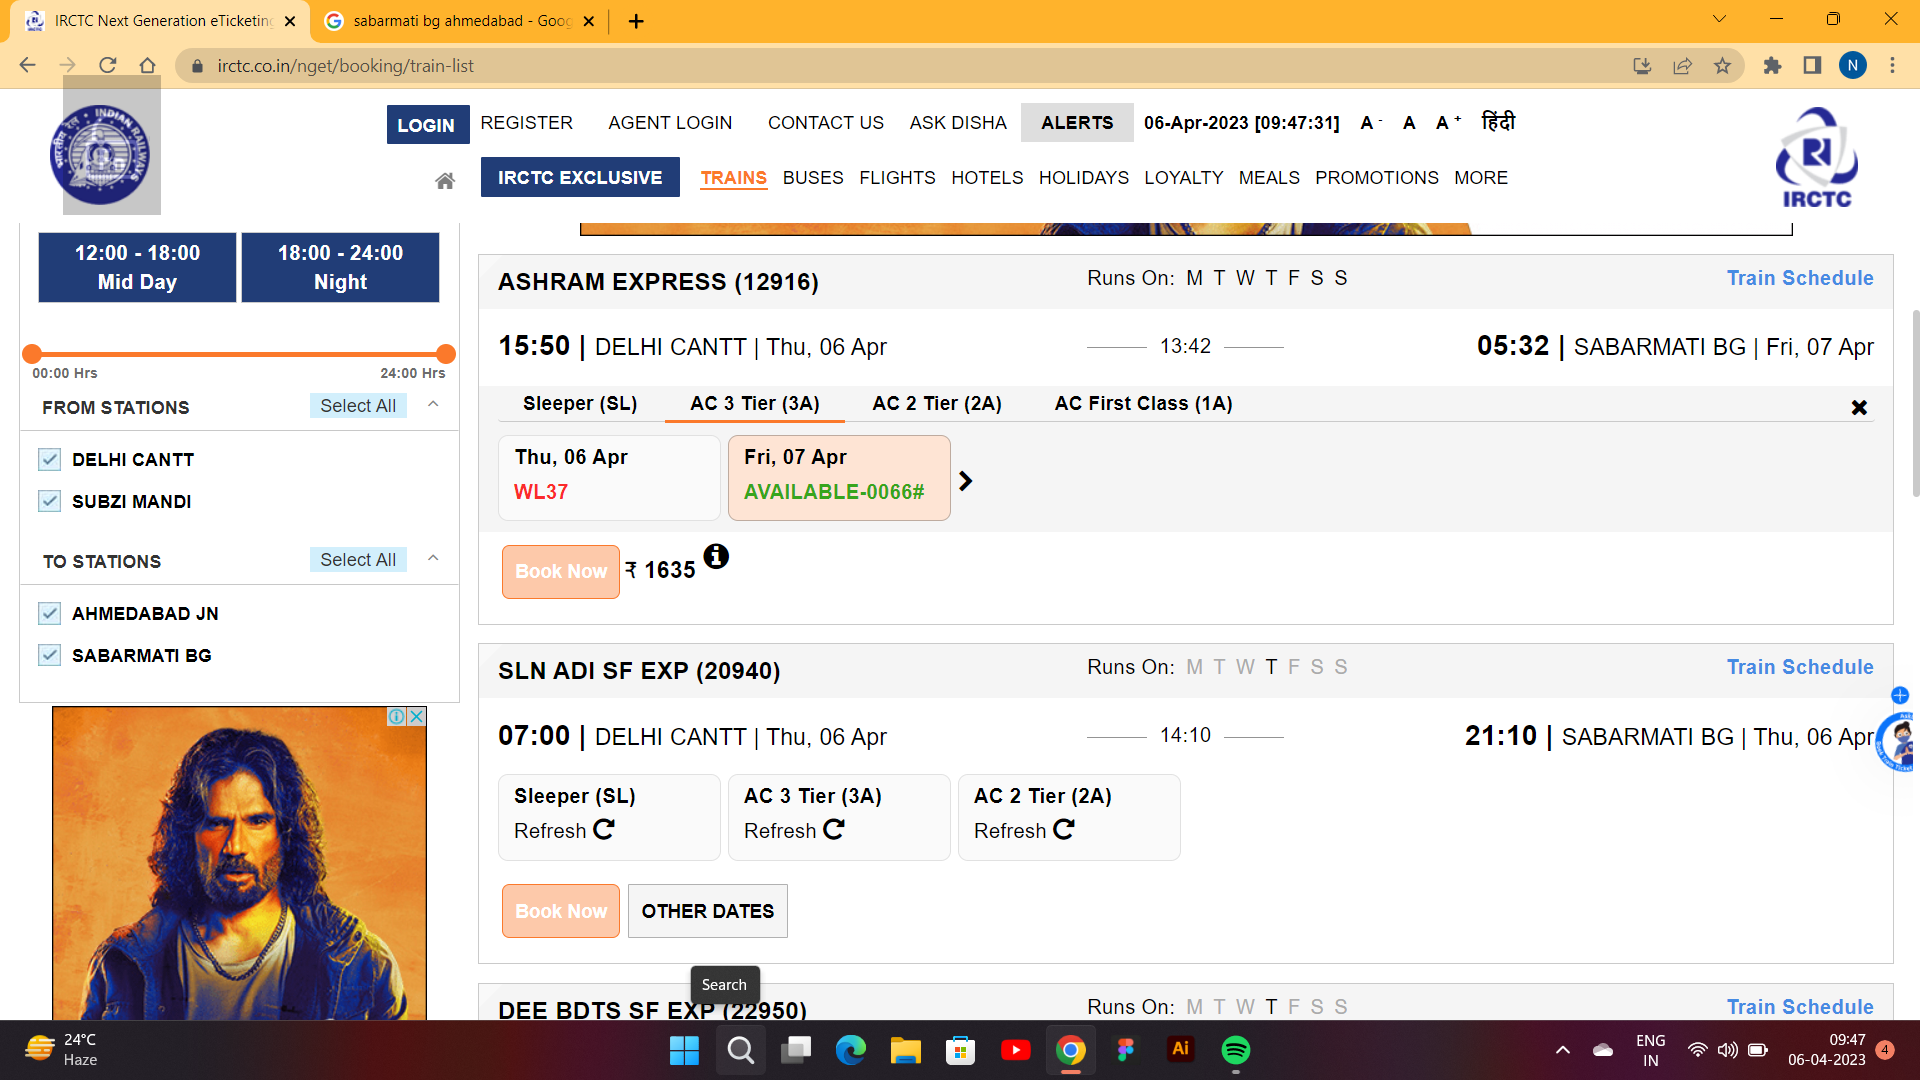 IRCTC Next Generation eTicketing
sabarmati bg ahmedabad - Goog
irctc.co.in/nget/booking/train-list
N
LOGIN
REGISTER
AGENT LOGIN
CONTACT US
ASK DISHA
ALERTS
06-Apr-2023 [09:47:31]
A -
A
A +
हिंदी
IRCTC EXCLUSIVE
TRAINS
BUSES
FLIGHTS
HOTELS
HOLIDAYS
LOYALTY
MEALS
PROMOTIONS
MORE
INDIAN RAILWAYS
भारतीय रेल
IRCTC
12:00 - 18:00
Mid Day
18:00 - 24:00
Night
00:00 Hrs
24:00 Hrs
FROM STATIONS
Select All
DELHI CANTT
SUBZI MANDI
TO STATIONS
Select All
AHMEDABAD JN
SABARMATI BG
ASHRAM EXPRESS (12916)
Runs On: M T W T F S S
Train Schedule
15:50 | DELHI CANTT | Thu, 06 Apr
13:42
05:32 | SABARMATI BG | Fri, 07 Apr
Sleeper (SL)
AC 3 Tier (3A)
AC 2 Tier (2A)
AC First Class (1A)
Thu, 06 Apr
WL37
Fri, 07 Apr
AVAILABLE-0066#
Book Now
₹ 1635
SLN ADI SF EXP (20940)
Runs On: M T W T F S S
Train Schedule
07:00 | DELHI CANTT | Thu, 06 Apr
14:10
21:10 | SABARMATI BG | Thu, 06 Apr
Sleeper (SL)
Refresh
AC 3 Tier (3A)
Refresh
AC 2 Tier (2A)
Refresh
Book Now
OTHER DATES
Search
DEE BDTS SF EXP (22950)
Runs On: M T W T F S S
Train Schedule
24°C
Haze
Ai
ENG
IN
09:47
06-04-2023
4